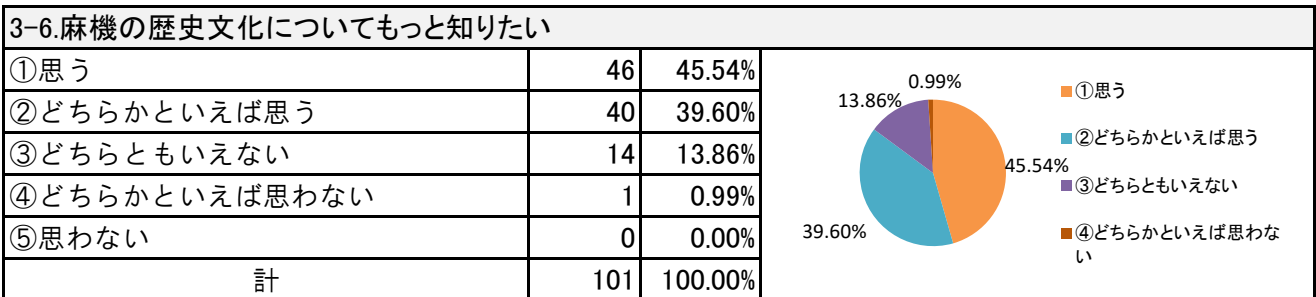 3-6.麻機の歴史文化についてもっと知りたい
①思う 46 45.54%
②どちらかといえば思う 40 39.60%
③どちらともいえない 14 13.86%
④どちらかといえば思わない 1 0.99%
⑤思わない 0 0.00%
計 101 100.00%
0.99%
13.86%
45.54%
39.60%
①思う
②どちらかといえば思う
③どちらともいえない
④どちらかといえば思わな
い